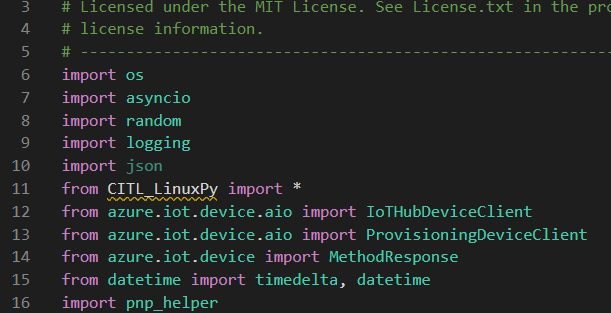 3 # Licensed under the MIT License. See License.txt in the pro
4 # license information.
5 # --------------------------------------------------------------
6 import os
7 import asyncio
8 import random
9 import logging
10 import json
11 from CITL_LinuxPy import *
12 from azure.iot.device.aio import IoTHubDeviceClient
13 from azure.iot.device.aio import ProvisioningDeviceClient
14 from azure.iot.device import MethodResponse
15 from datetime import timedelta, datetime
16 import pnp_helper